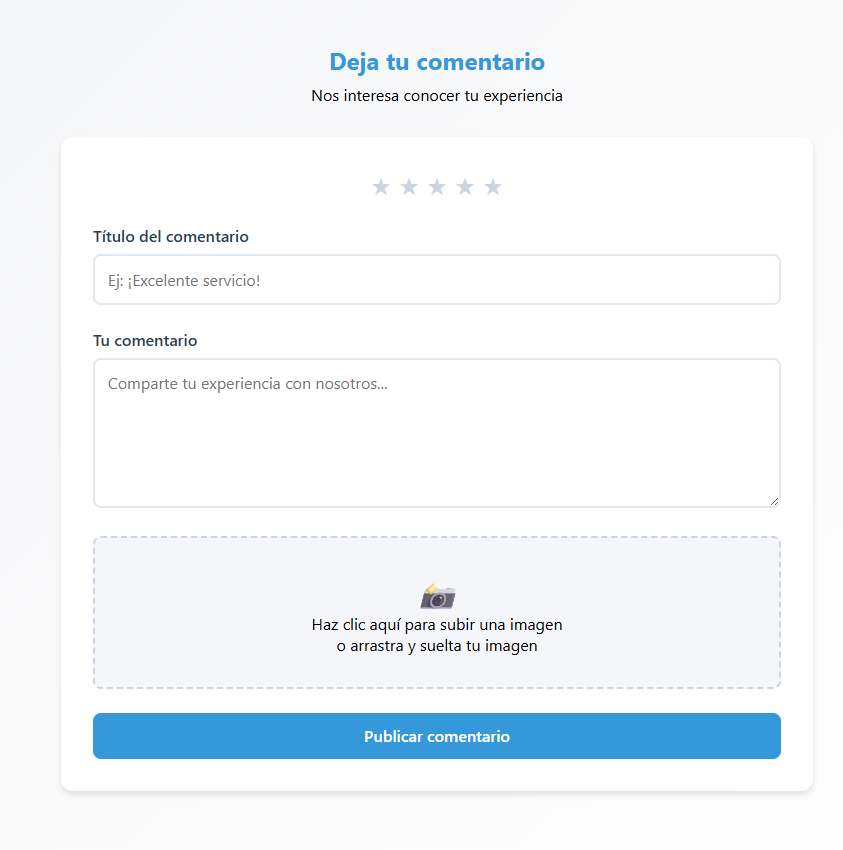 Deja tu comentario
Nos interesa conocer tu experiencia
★ ★ ★ ★ ★
Título del comentario
Ej: ¡Excelente servicio!
Tu comentario
Comparte tu experiencia con nosotros...
Haz clic aquí para subir una imagen
o arrastra y suelta tu imagen
Publicar comentario